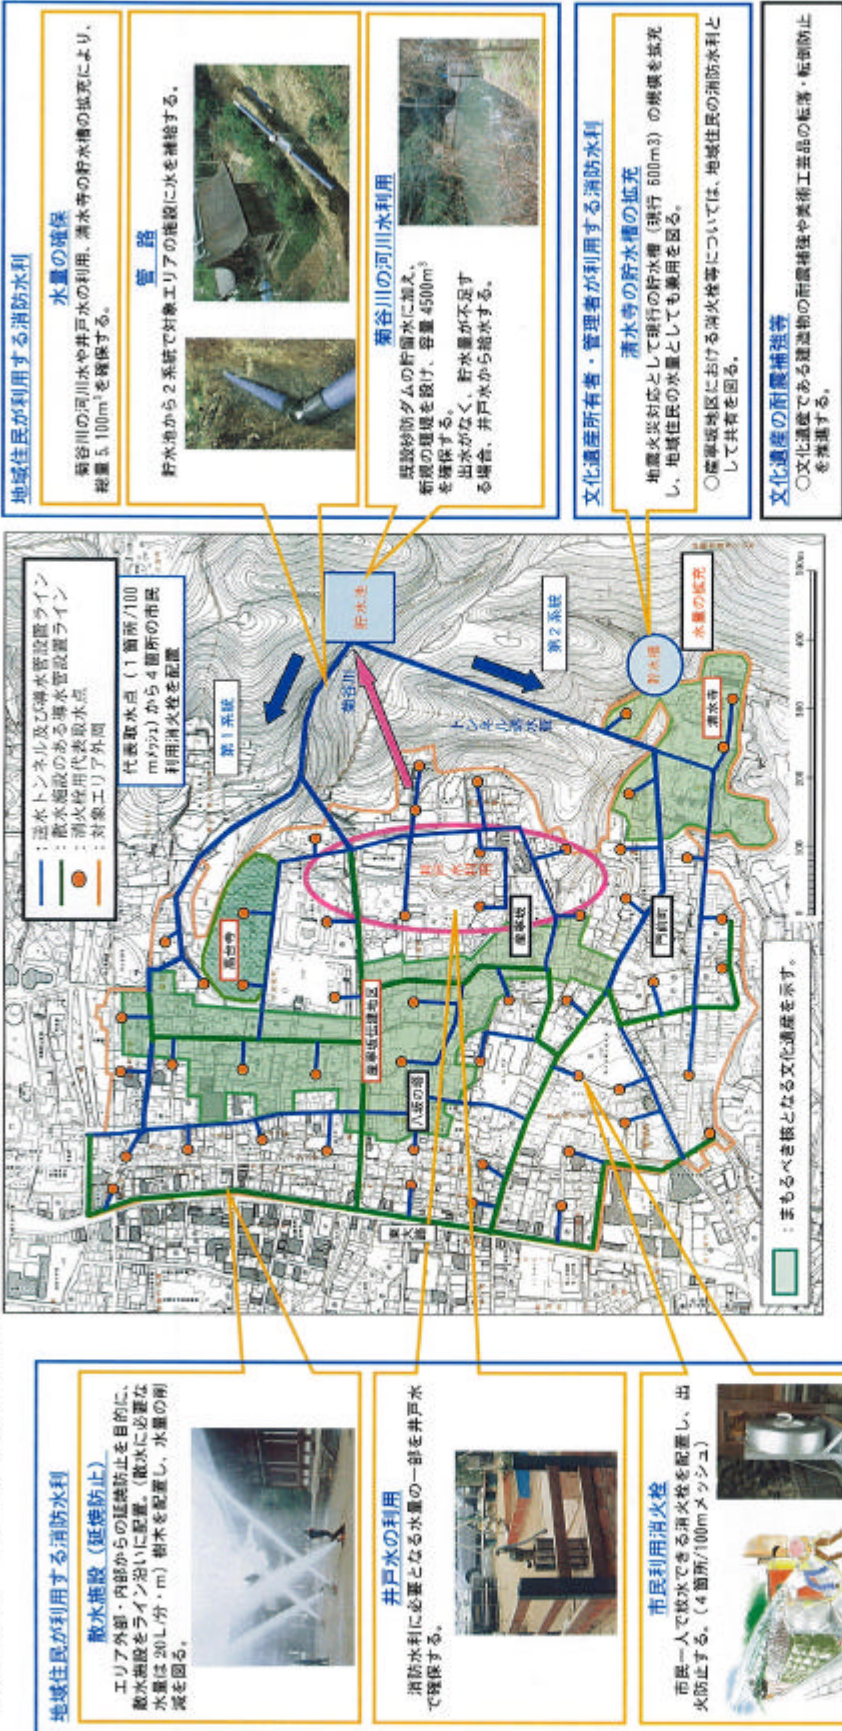 地域住民が利用する消防水利
散水施設（延焼防止）
エリア外部・内部からの延焼防止を目的に、
散水施設をライン沿いに配置。（散水に必要な
水量は20L/分・m）樹木を配置し、水量の削
減を図る。
井戸水の利用
消防水利に必要となる水量の一部を井戸水
で確保する。
市民利用消火栓
市民一人で放水できる消火栓を配置し、出
火防止する。（4箇所/100mメッシュ）
：送水トンネル及び導水管設置ライン
：散水施設のある導水管設置ライン
：消火栓用代表取水点
：対象エリア外周
代表取水点（1箇所/100
mメッシュ）から4箇所の市民
利用消火栓を配置
第1系統
菊谷川
貯水池
第2系統
トンネル送水管
高台寺
井戸水利用
産寧坂伝建地区
八坂の塔
産寧坂
東大路
門前町
清水寺
貯水槽
水量の拡充
0 100 200 300 400 500m
：まもるべき核となる文化遺産を示す。
地域住民が利用する消防水利
水量の確保
菊谷川の河川水や井戸水の利用、清水寺の貯水槽の拡充により、
総量5,100m³を確保する。
管路
貯水池から2系統で対象エリアの施設に水を補給する。
菊谷川の河川水利用
既設砂防ダムの貯留水に加え、
新規の堰堤を設け、容量4500m³
を確保する。
出水がなく、貯水量が不足す
る場合、井戸水から給水する。
文化遺産所有者・管理者が利用する消防水利
清水寺の貯水槽の拡充
地震火災対応として現行の貯水槽（現行 600m3）の規模を拡充
し、地域住民の水量としても兼用を図る。
○産寧坂地区における消火栓等については、地域住民の消防水利と
して共有を図る。
文化遺産の耐震補強等
○文化遺産である建造物の耐震補強や美術工芸品の転落・転倒防止
を推進する。